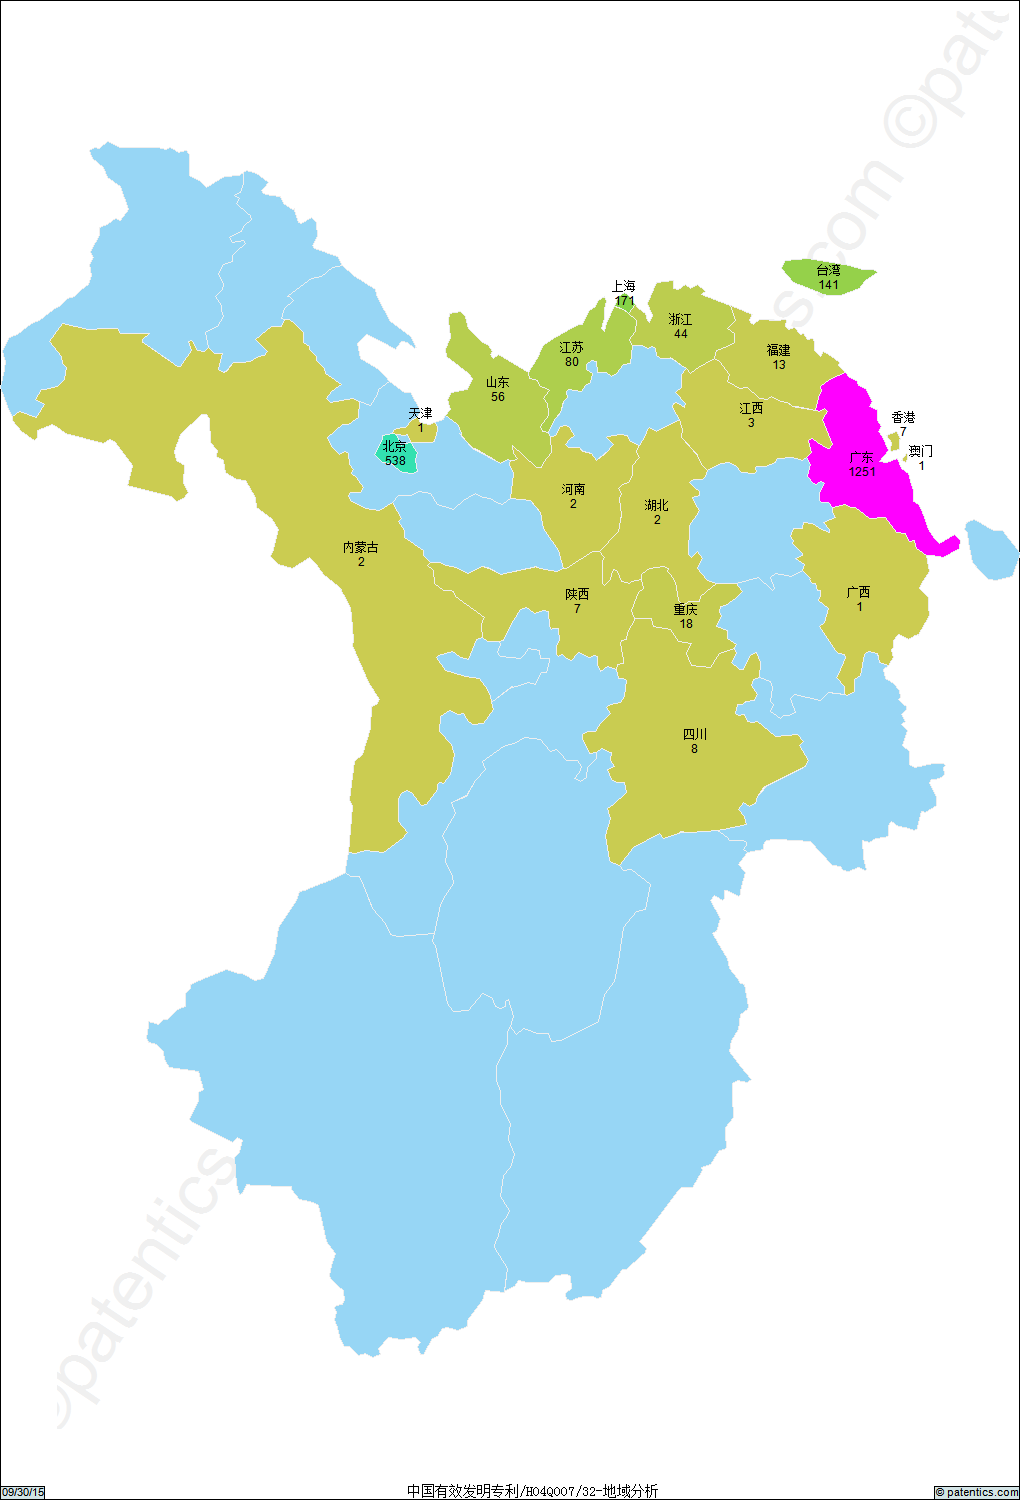 ©patentics.com ©pate
台湾
141
上海
171
浙江
44
江苏
80
福建
13
山东
56
江西
3
天津
1
香港
7
北京
538
澳门
1
广东
1251
河南
2
湖北
2
内蒙古
2
陕西
7
广西
1
重庆
18
四川
8
09/30/15
中国有效发明专利/H04Q007/32-地域分析
© patentics.com